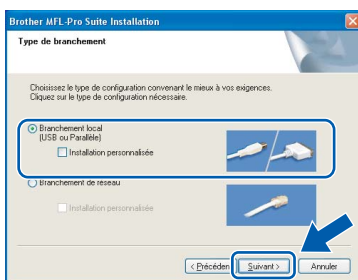 Brother MFL-Pro Suite Installation
Type de branchement
Choisissez le type de configuration convenant le mieux à vos exigences.
Cliquez sur le type de configuration nécessaire.
Branchement local
(USB ou Parallèle)
Installation personnalisée
Branchement de réseau
Installation personnalisée
< Précéden
Suivant >
Annuler